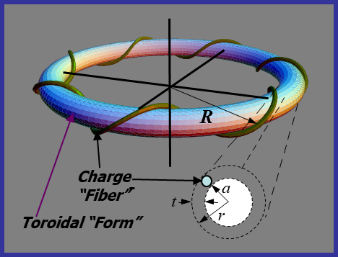 R
Charge
“Fiber”
a
t
r
Toroidal “Form”